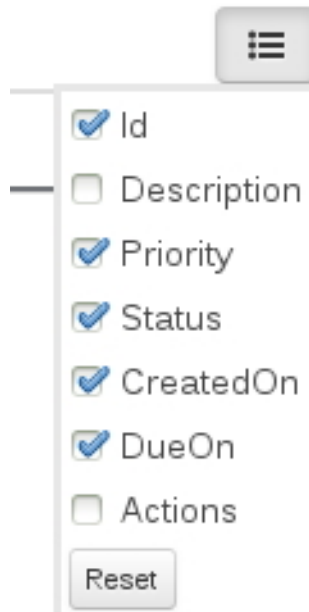 Id
Description
Priority
Status
CreatedOn
DueOn
Actions
Reset